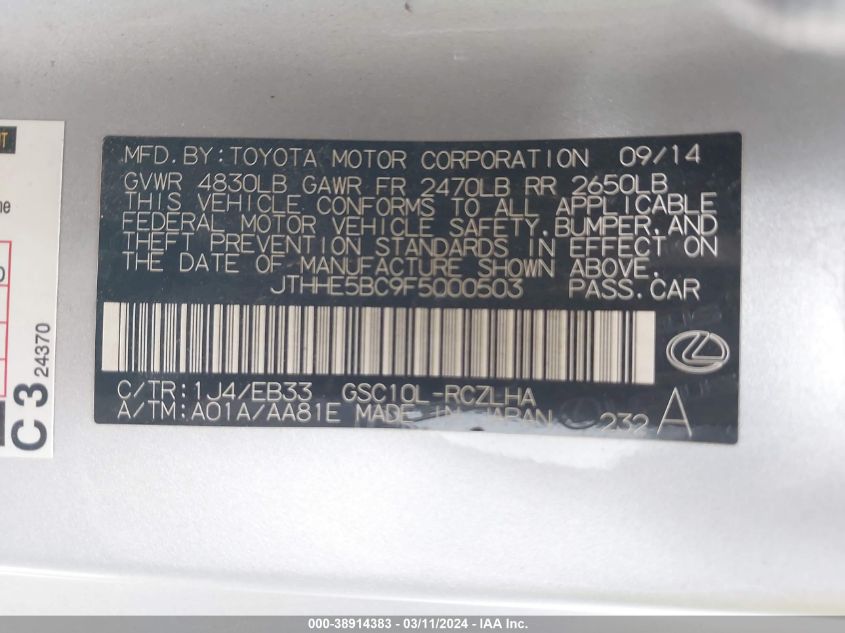 MFD. BY: TOYOTA MOTOR CORPORATION 09/14
GVWR 4830LB GAWR FR 2470LB RR 2650LB
THIS VEHICLE CONFORMS TO ALL APPLICABLE
FEDERAL MOTOR VEHICLE SAFETY, BUMPER, AND
THEFT PREVENTION STANDARDS IN EFFECT ON
THE DATE OF MANUFACTURE SHOWN ABOVE.
JTHHE5BC9F5000503 PASS. CAR
C/TR: 1J4/EB33 GSC10L-RCZLHA
A/TM: A01A/AA81E MADE IN JAPAN 232 A
C3
24370
000-38914383 - 03/11/2024 - IAA Inc.